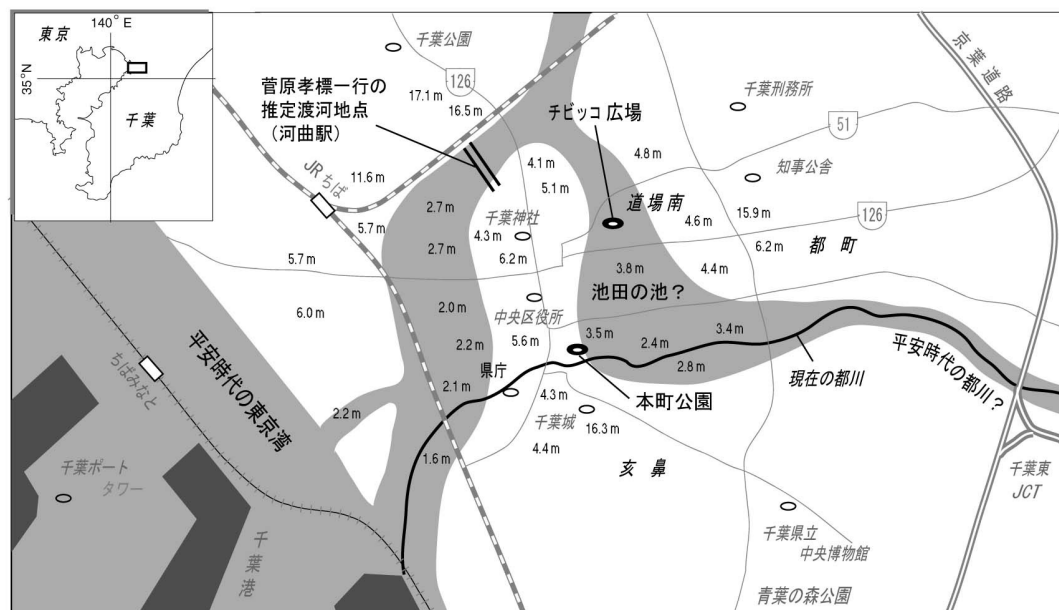 140°E
東京
35°N
千葉
千葉公園
126
17.1 m
16.5 m
菅原孝標一行の
推定渡河地点
(河曲駅)
チビッコ 広場
千葉刑務所
京葉道路
51
4.8 m
知事公舎
4.1 m
5.1 m
11.6 m
JRちば
2.7 m
千葉神社
道場南
4.6 m
15.9 m
126
5.7 m
4.3 m
6.2 m
都 町
6.2 m
5.7 m
2.7 m
3.8 m
4.4 m
池田の池?
6.0 m
2.0 m
中央区役所
5.6 m
3.5 m
3.4 m
2.4 m
2.8 m
2.2 m
平安時代の東京湾
ちばみなと
県庁
2.1 m
4.3 m
本町公園
現在の都川
平安時代の都川?
2.2 m
千葉城
16.3 m
4.4 m
1.6 m
亥 鼻
千葉ポート
タワー
千葉港
千葉東
JCT
千葉県立
中央博物館
青葉の森公園